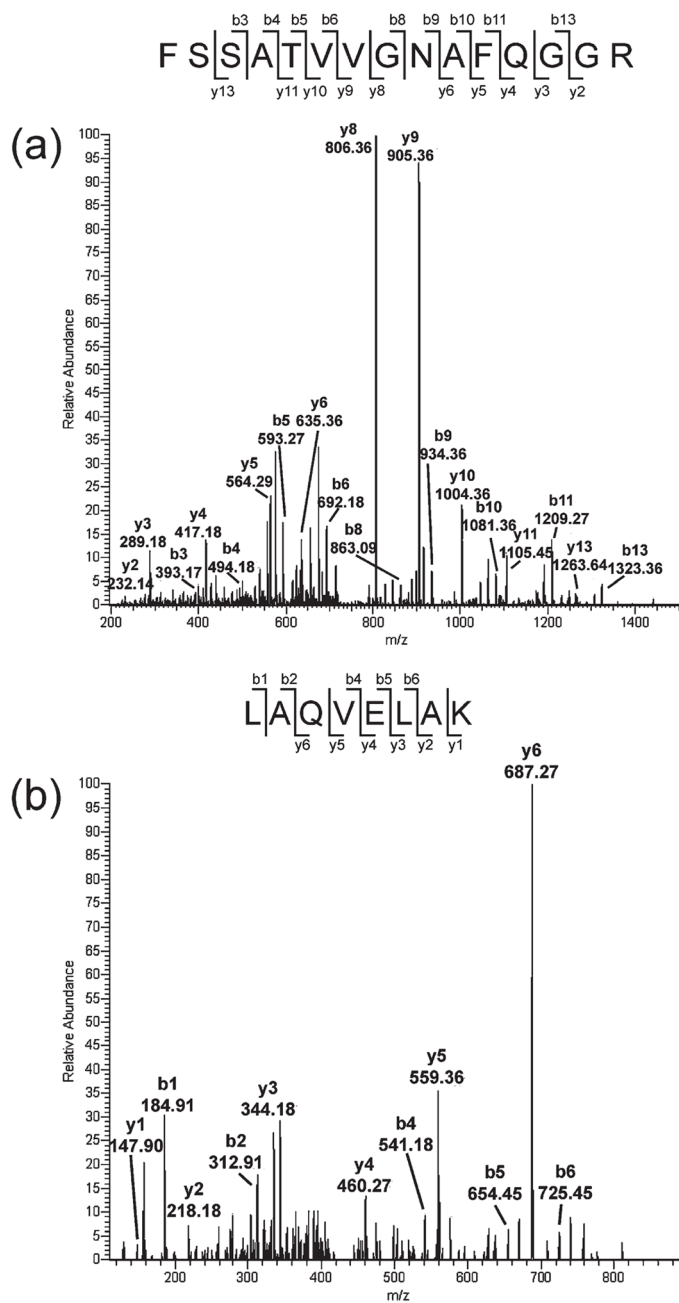 b3 b4 b5 b6 b8 b9 b10 b11 b13
FSSATVVGNAFQGGR
y13 y11 y10 y9 y8 y6 y5 y4 y3 y2
(a)
100
95
90
85
80
75
70
65
60
55
50
45
40
35
30
25
20
15
10
5
0
Relative Abundance
y8
806.36
y9
905.36
y6
635.36
b5
593.27
y5
564.29
b6
692.18
b9
934.36
y10
1004.36
b11
1209.27
y4
417.18
y3
289.18
b10
1081.36
y11
1105.45
b8
863.09
b4
494.18
b3
393.17
y2
232.14
y13
1263.64
b13
1323.36
200 400 600 800 1000 1200 1400
m/z
b1 b2 b4 b5 b6
LAQVELAK
y6 y5 y4 y3 y2 y1
(b)
100
95
90
85
80
75
70
65
60
55
50
45
40
35
30
25
20
15
10
5
0
Relative Abundance
y6
687.27
y5
559.36
b1
184.91
y3
344.18
y1
147.90
b2
312.91
b4
541.18
y4
460.27
y2
218.18
b5
654.45
b6
725.45
200 300 400 500 600 700 800
m/z